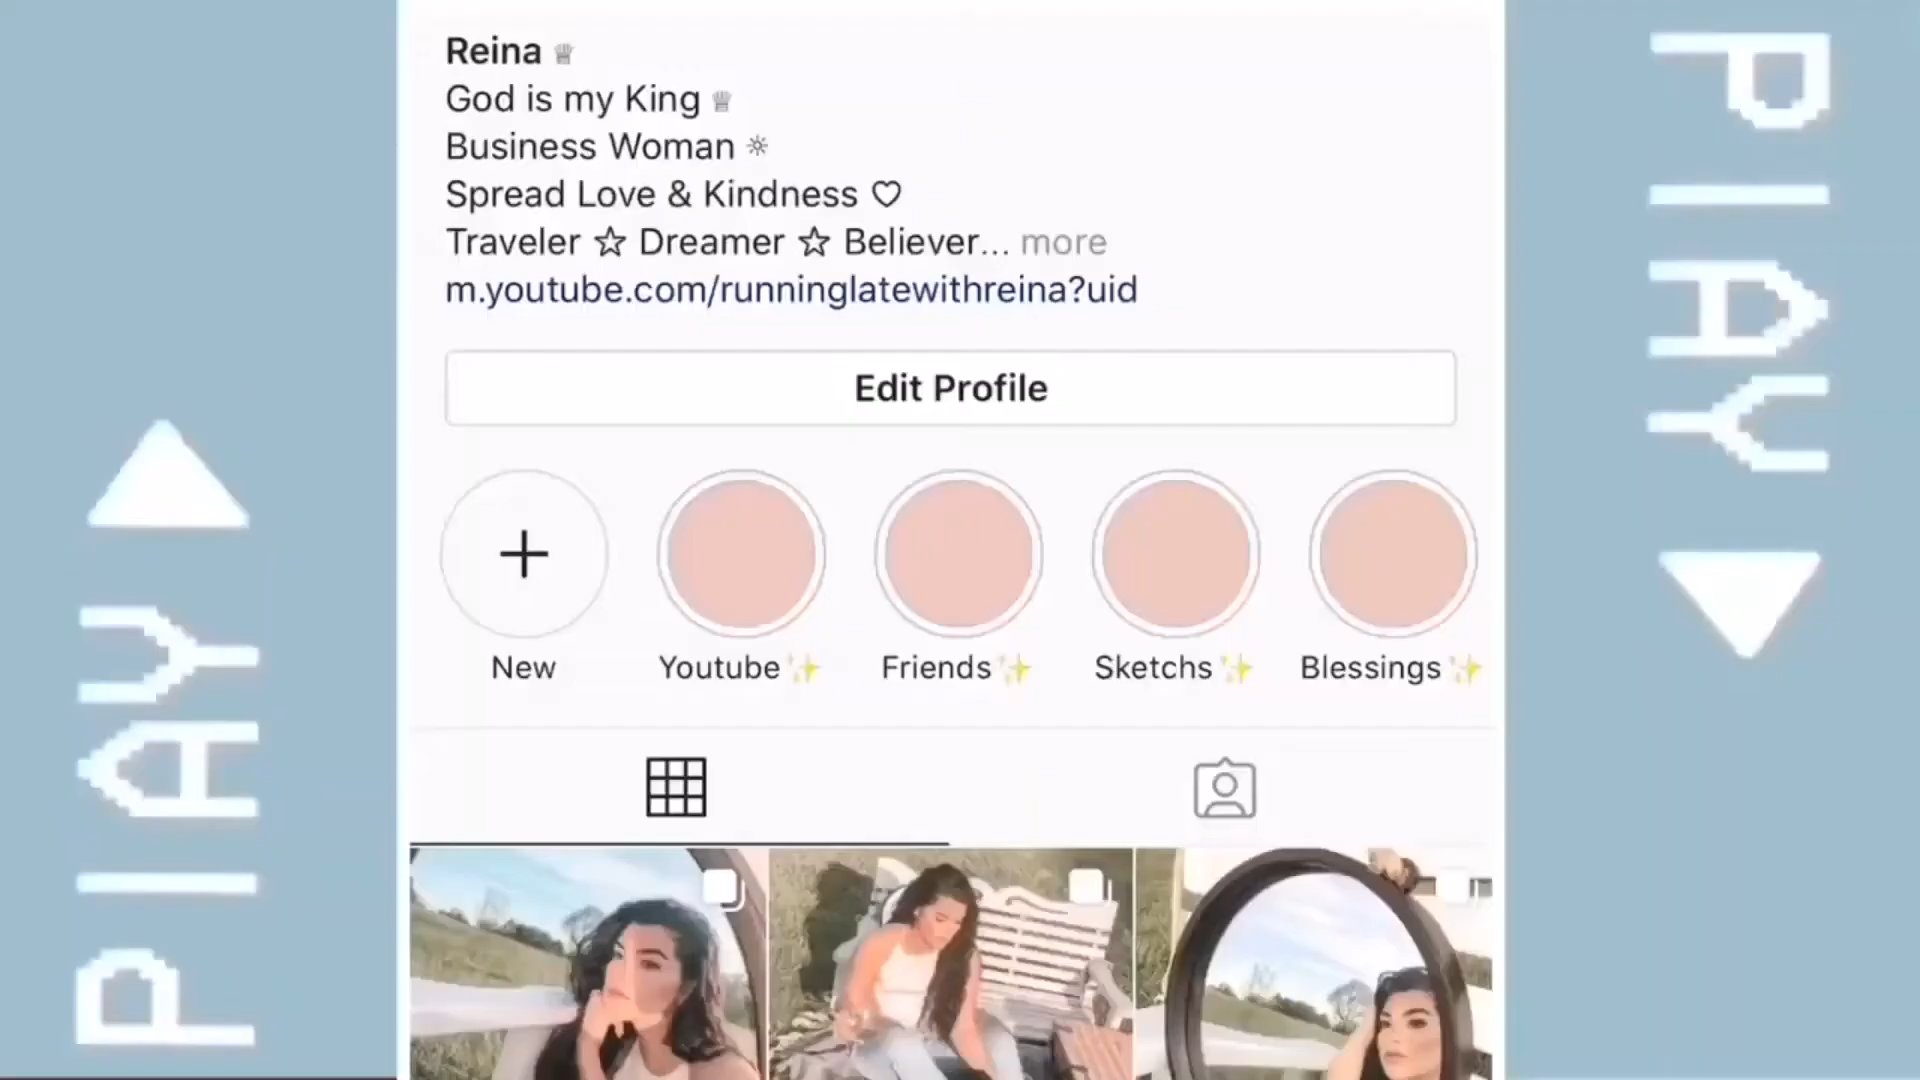 Reina ♕
God is my King ♕
Business Woman ☼
Spread Love & Kindness ♡
Traveler ☆ Dreamer ☆ Believer... more
m.youtube.com/runninglatewithreina?uid
Edit Profile
New
Youtube✨
Friends✨
Sketchs✨
Blessings✨
PLAY ▶
PLAY ▶